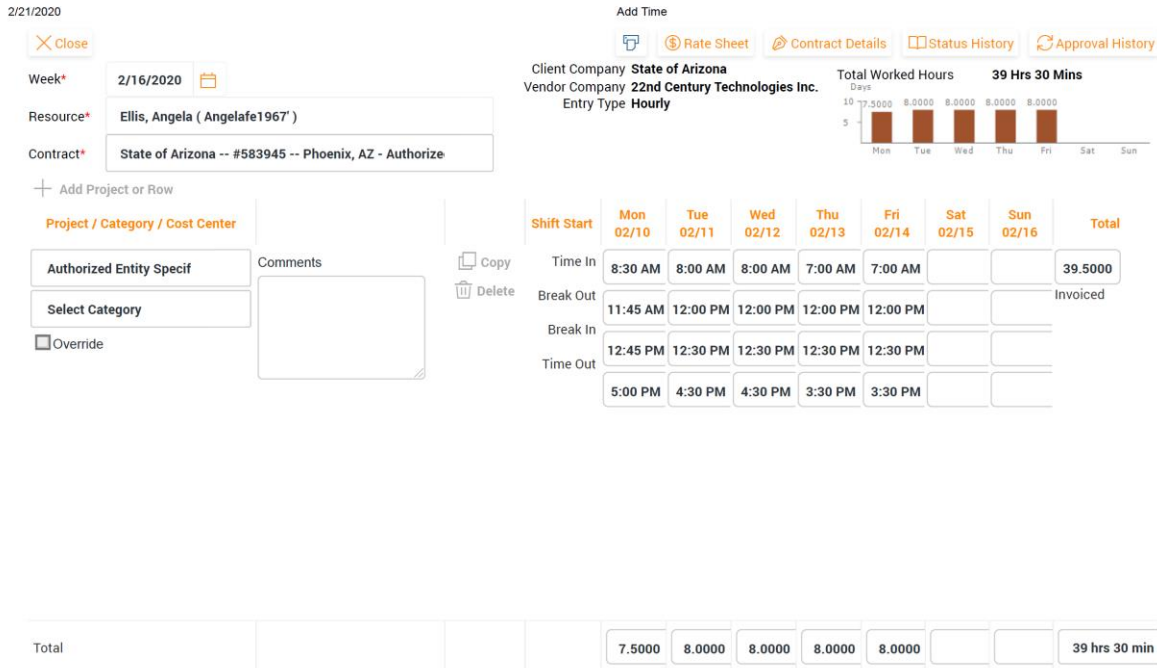 2/21/2020 Add Time
Close Rate Sheet Contract Details Status History Approval History
Week* 2/16/2020
Resource* Ellis, Angela ( Angelafe1967' )
Contract* State of Arizona -- #583945 -- Phoenix, AZ - Authorize
Client Company State of Arizona
Vendor Company 22nd Century Technologies Inc.
Entry Type Hourly
Total Worked Hours 39 Hrs 30 Mins
Days
10 7.5000 8.0000 8.0000 8.0000 8.0000
5
Mon Tue Wed Thu Fri Sat Sun
Add Project or Row
Project / Category / Cost Center Shift Start Mon 02/10 Tue 02/11 Wed 02/12 Thu 02/13 Fri 02/14 Sat 02/15 Sun 02/16 Total
Authorized Entity Specif Comments Copy Time In 8:30 AM 8:00 AM 8:00 AM 7:00 AM 7:00 AM 39.5000
Delete Invoiced
Select Category Break Out 11:45 AM 12:00 PM 12:00 PM 12:00 PM 12:00 PM
Override Break In 12:45 PM 12:30 PM 12:30 PM 12:30 PM 12:30 PM
Time Out 5:00 PM 4:30 PM 4:30 PM 3:30 PM 3:30 PM
Total 7.5000 8.0000 8.0000 8.0000 8.0000 39 hrs 30 min